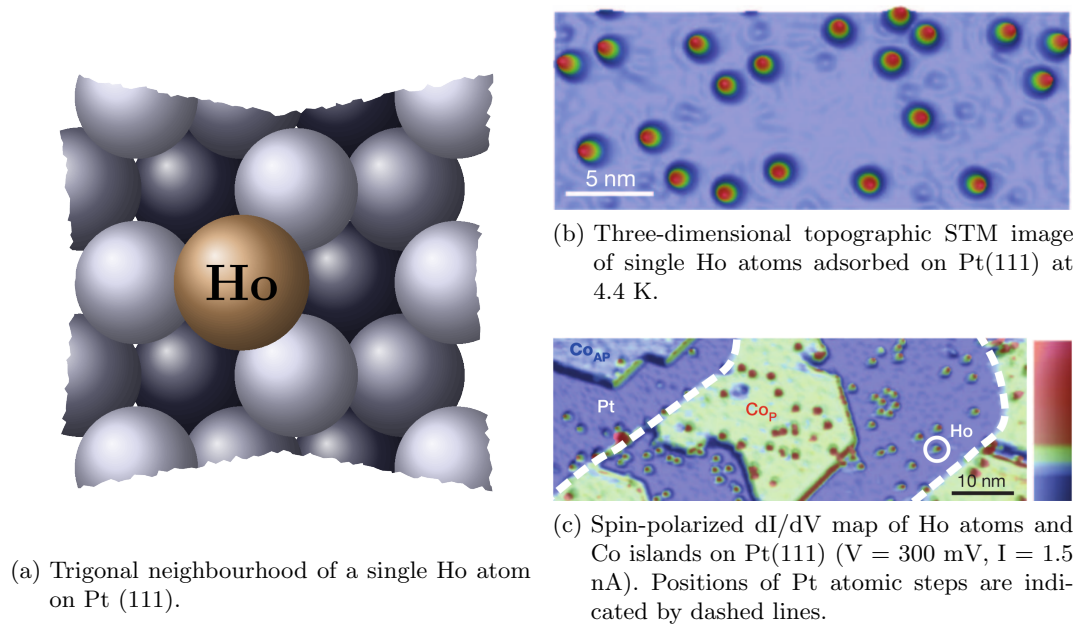 Ho
(a) Trigonal neighbourhood of a single Ho atom
on Pt (111).
5 nm
(b) Three-dimensional topographic STM image
of single Ho atoms adsorbed on Pt(111) at
4.4 K.
Co_AP
Pt
Co_P
Ho
10 nm
(c) Spin-polarized dI/dV map of Ho atoms and
Co islands on Pt(111) (V = 300 mV, I = 1.5
nA). Positions of Pt atomic steps are indi-
cated by dashed lines.